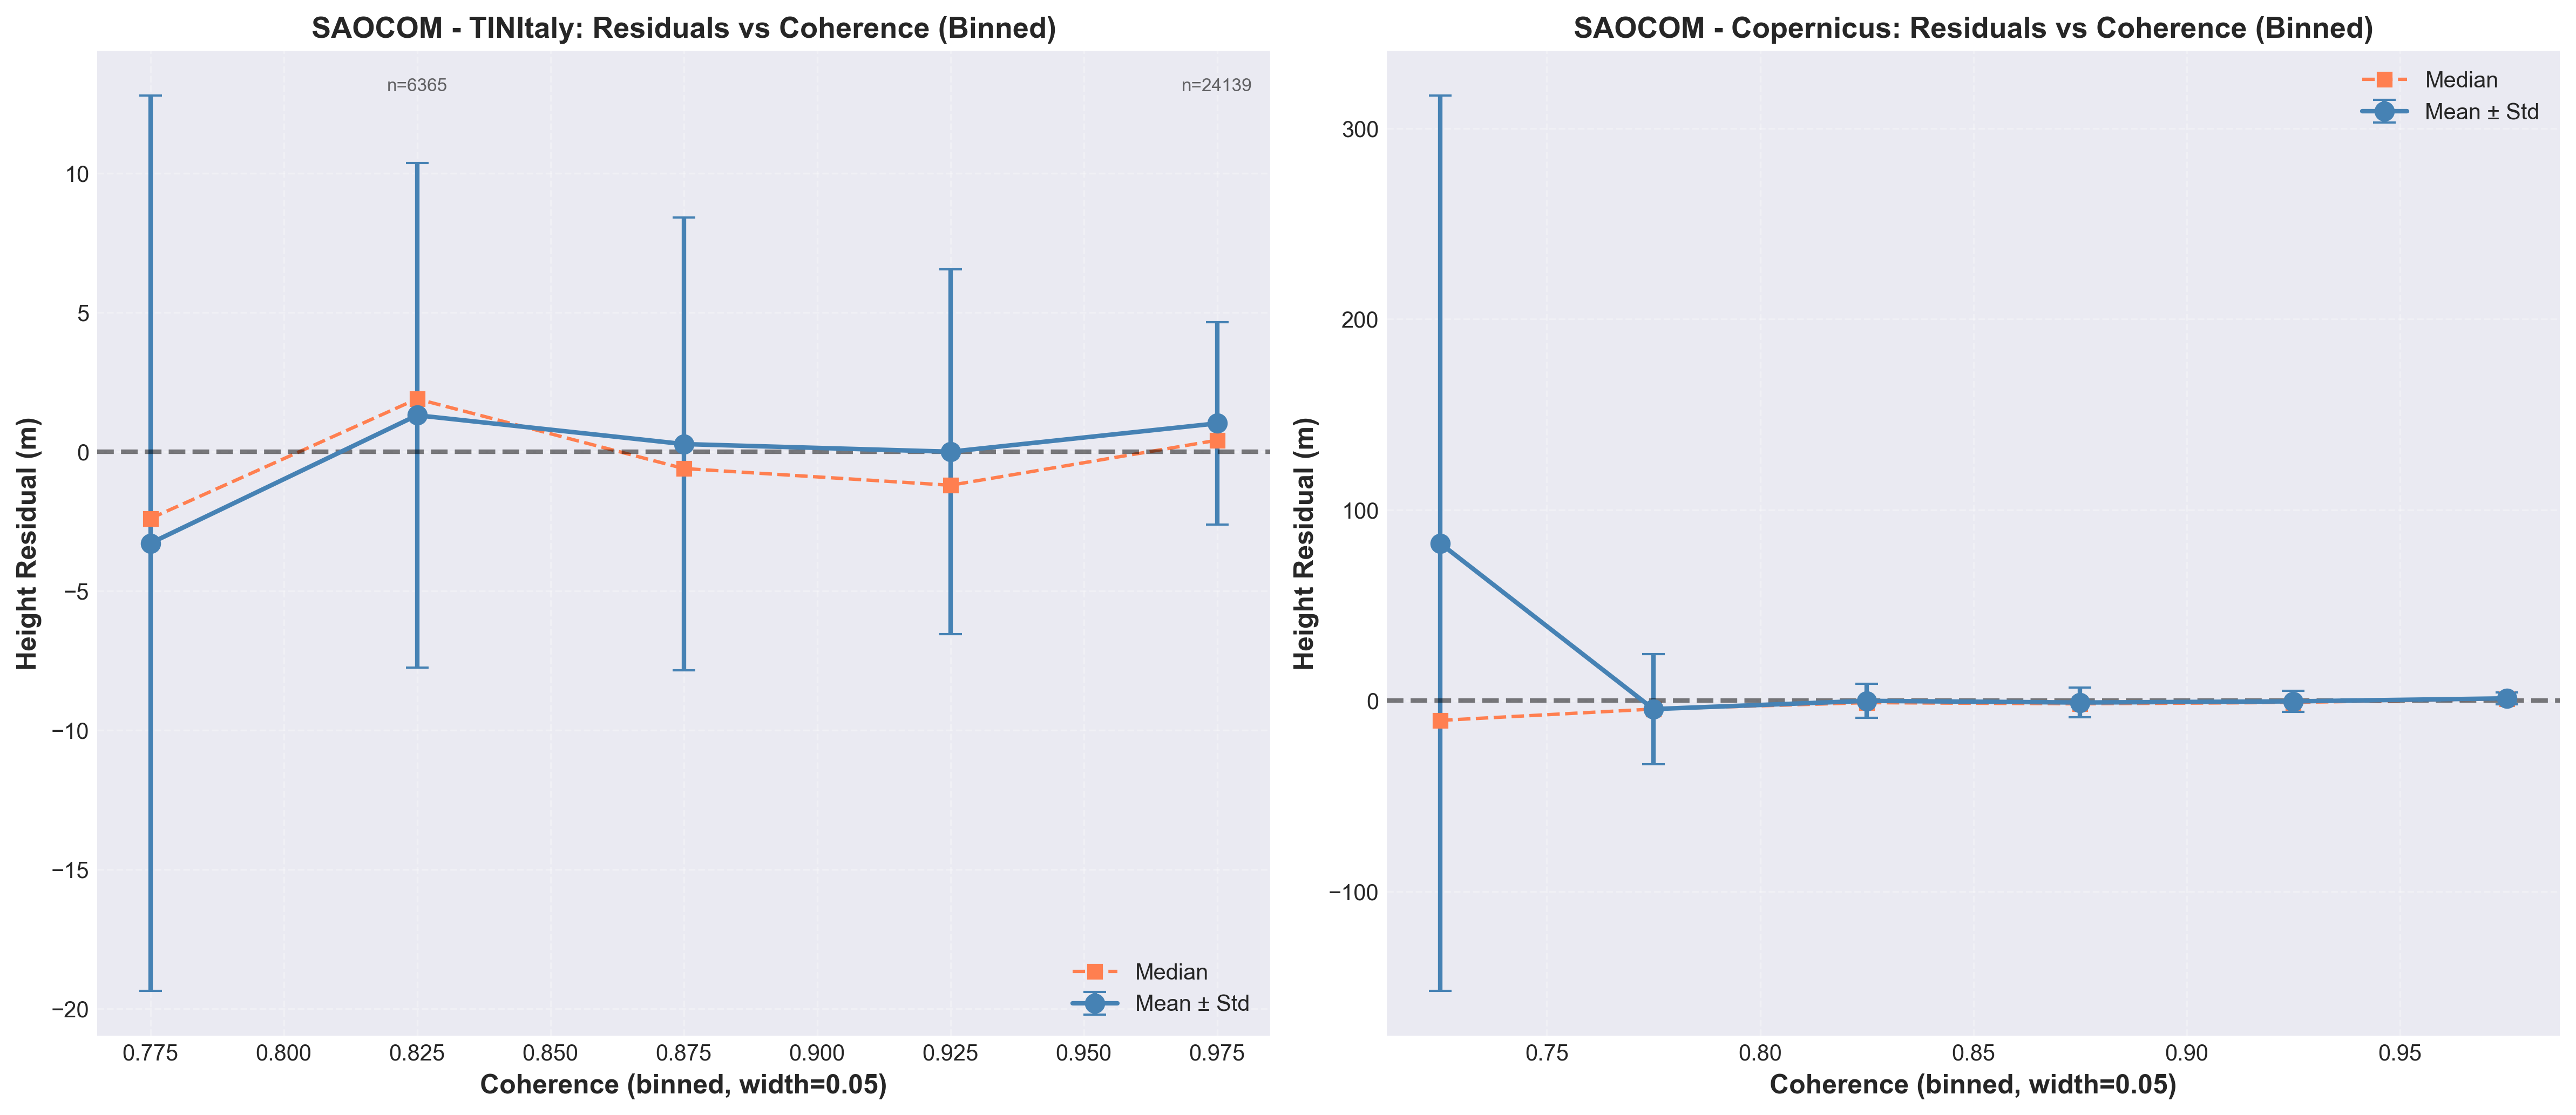 SAOCOM - TINItaly: Residuals vs Coherence (Binned)
n=6365
n=24139
10
5
0
−5
−10
−15
−20
Height Residual (m)
Median
Mean ± Std
0.775 0.800 0.825 0.850 0.875 0.900 0.925 0.950 0.975
Coherence (binned, width=0.05)
SAOCOM - Copernicus: Residuals vs Coherence (Binned)
Median
Mean ± Std
300
200
100
0
−100
Height Residual (m)
0.75 0.80 0.85 0.90 0.95
Coherence (binned, width=0.05)